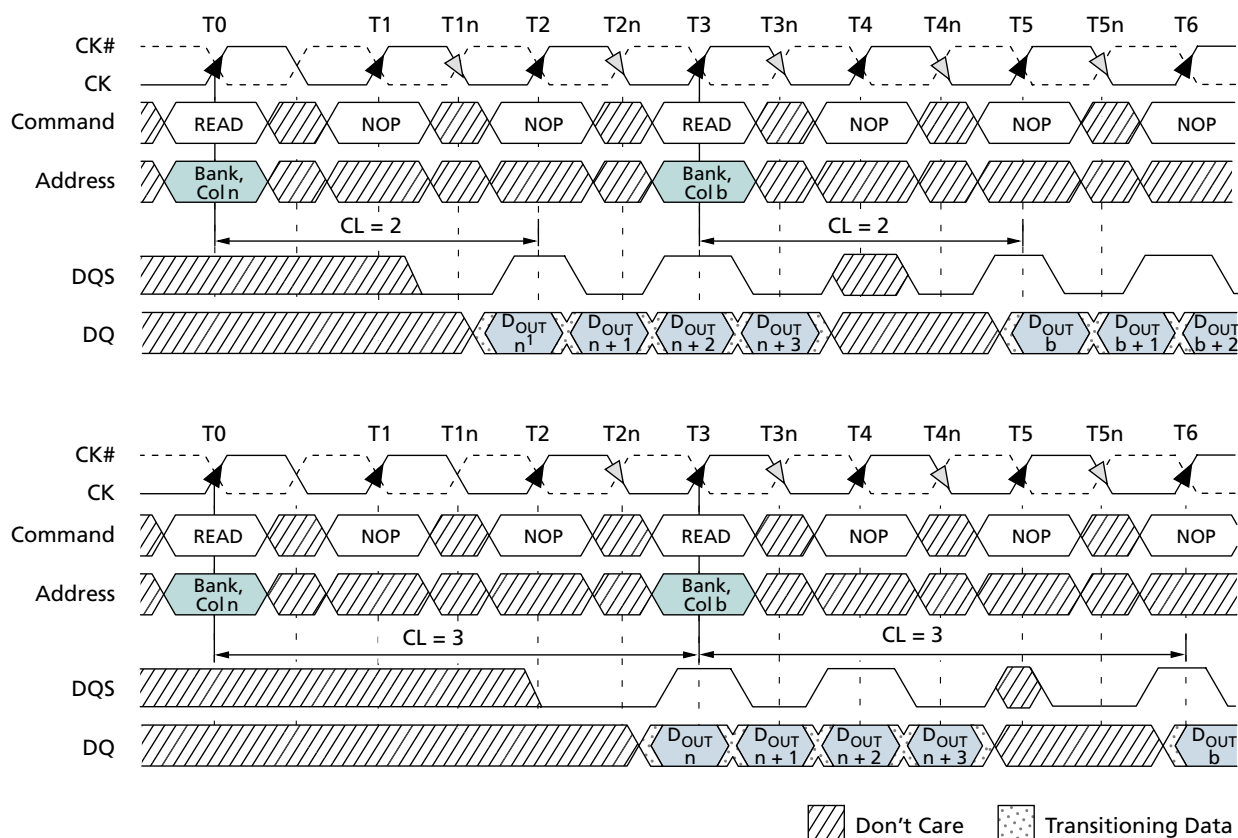 T0 T1 T1n T2 T2n T3 T3n T4 T4n T5 T5n T6
CK#
CK
Command READ NOP NOP READ NOP NOP NOP
Address Bank, Col n Bank, Col b
CL = 2 CL = 2
DQS
DQ DOUT n1 DOUT n + 1 DOUT n + 2 DOUT n + 3 DOUT b DOUT b + 1 DOUT b + 2
T0 T1 T1n T2 T2n T3 T3n T4 T4n T5 T5n T6
CK#
CK
Command READ NOP NOP READ NOP NOP NOP
Address Bank, Col n Bank, Col b
CL = 3 CL = 3
DQS
DQ DOUT n DOUT n + 1 DOUT n + 2 DOUT n + 3 DOUT b
Don't Care Transitioning Data